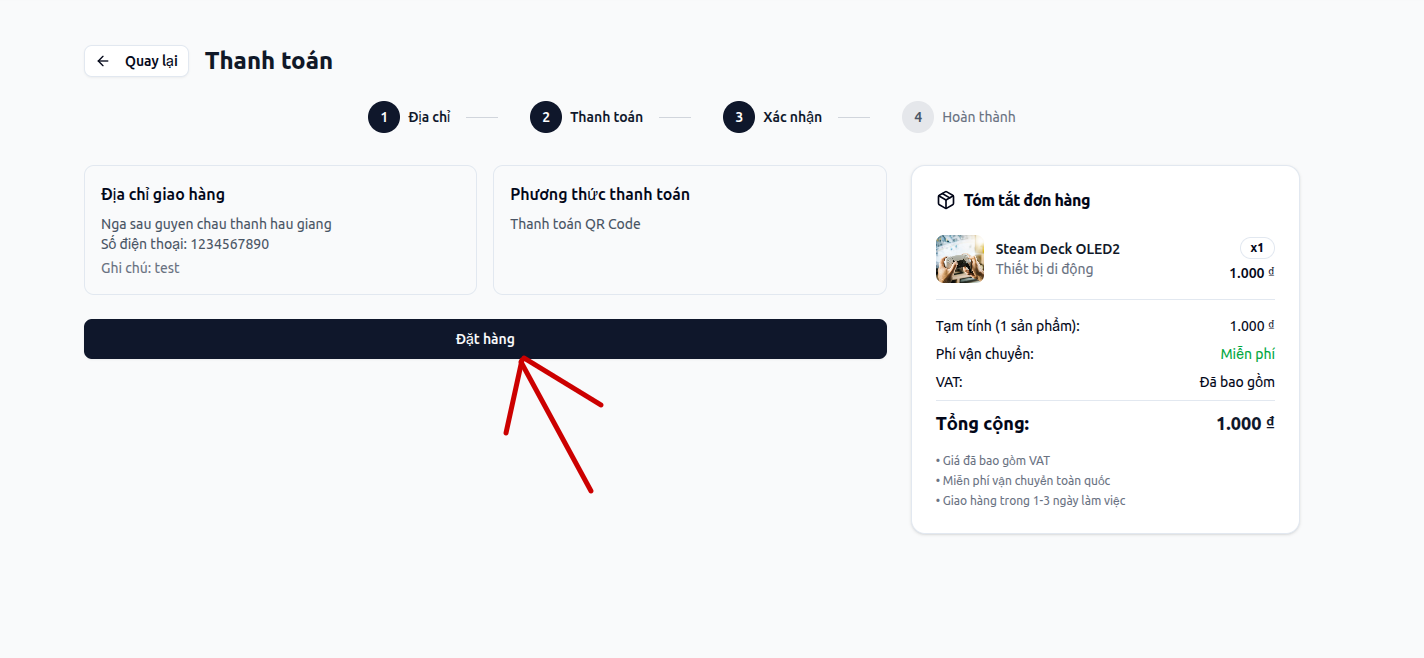 Quay lại
Thanh toán
1 Địa chỉ
2 Thanh toán
3 Xác nhận
4 Hoàn thành
Địa chỉ giao hàng
Nga sau guyen chau thanh hau giang
Số điện thoại: 1234567890
Ghi chú: test
Phương thức thanh toán
Thanh toán QR Code
Đặt hàng
Tóm tắt đơn hàng
Steam Deck OLED2
x1
Thiết bị di động
1.000 ₫
Tạm tính (1 sản phẩm): 1.000 ₫
Phí vận chuyển: Miễn phí
VAT: Đã bao gồm
Tổng cộng: 1.000 ₫
• Giá đã bao gồm VAT
• Miễn phí vận chuyển toàn quốc
• Giao hàng trong 1-3 ngày làm việc